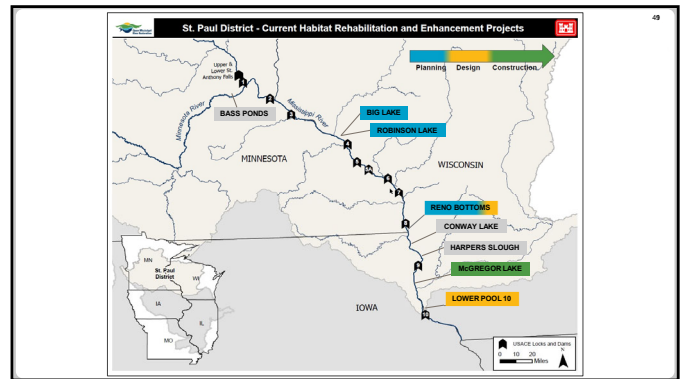 49
St. Paul District - Current Habitat Rehabilitation and Enhancement Projects
Planning Design Construction
Upper &
Lower St.
Anthony Falls
BASS PONDS
Minnesota River
Mississippi River
BIG LAKE
ROBINSON LAKE
MINNESOTA
WISCONSIN
RENO BOTTOMS
CONWAY LAKE
HARPERS SLOUGH
McGREGOR LAKE
LOWER POOL 10
IOWA
MN
St. Paul
District
WI
IA
IL
MO
USACE Locks and Dams
N
0 10 20
Miles